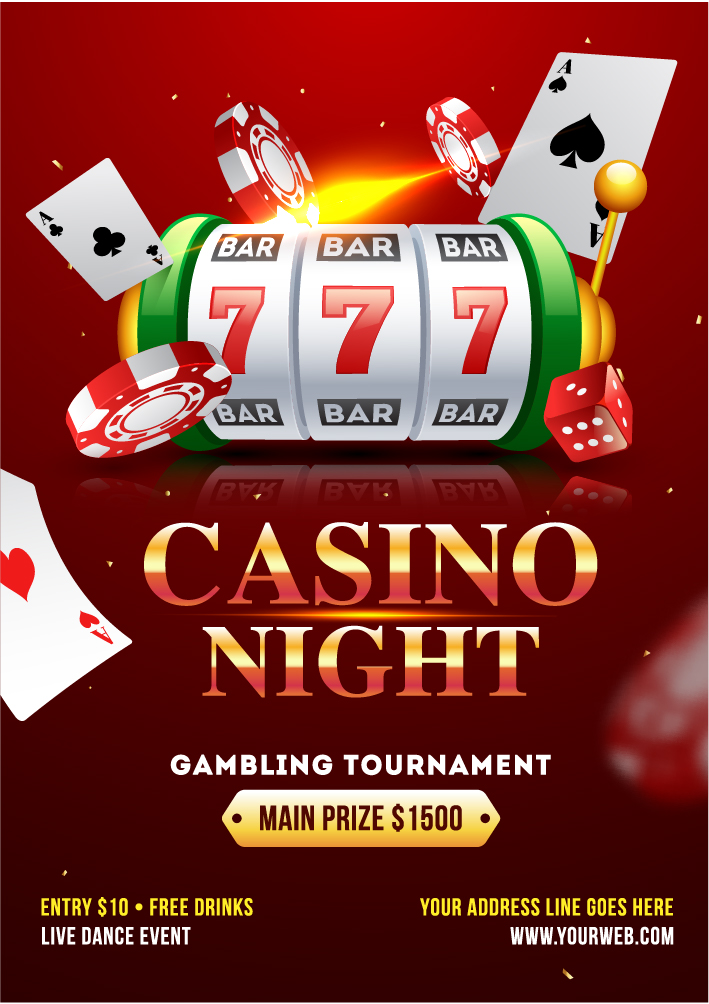 A
A
A
A
BAR BAR BAR
7 7 7
BAR BAR BAR
CASINO
NIGHT
A
GAMBLING TOURNAMENT
MAIN PRIZE $1500
ENTRY $10 • FREE DRINKS
LIVE DANCE EVENT
YOUR ADDRESS LINE GOES HERE
WWW.YOURWEB.COM